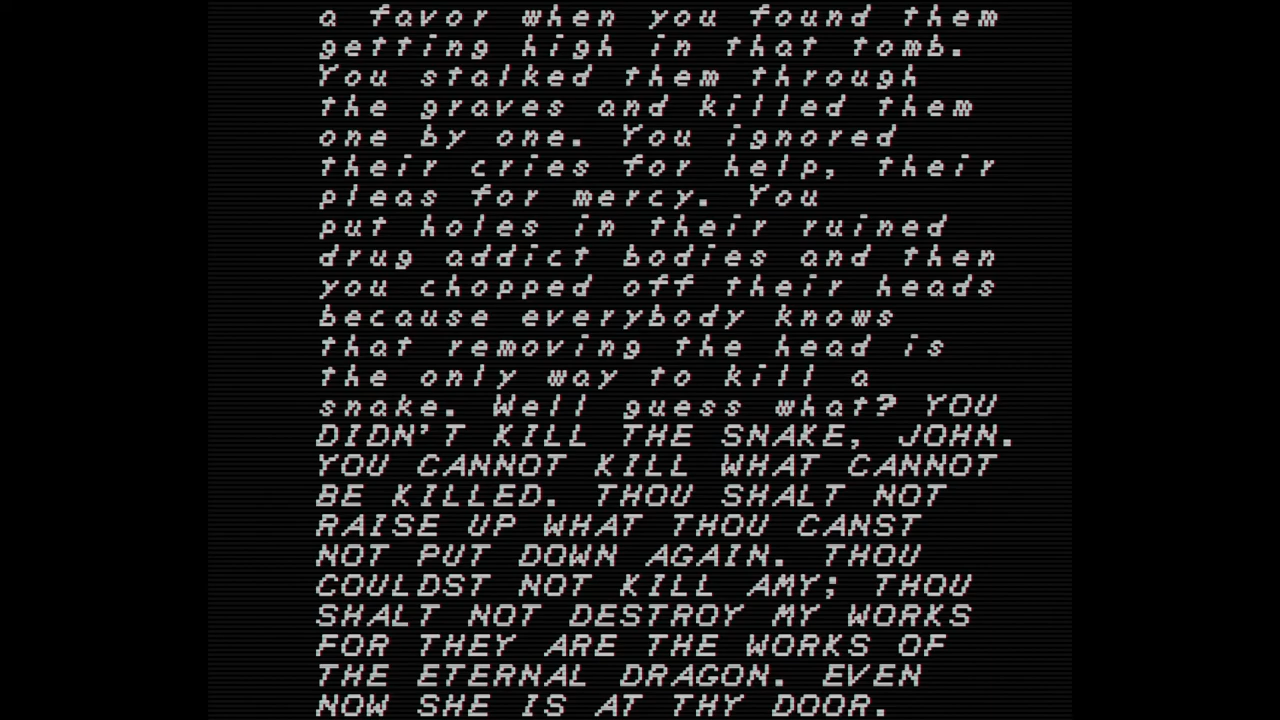 a favor when you found them
getting high in that tomb.
You stalked them through
the graves and killed them
one by one. You ignored
their cries for help, their
pleas for mercy. You
put holes in their ruined
drug addict bodies and then
you chopped off their heads
because everybody knows
that removing the head is
the only way to kill a
snake. Well guess what? YOU
DIDN'T KILL THE SNAKE, JOHN.
YOU CANNOT KILL WHAT CANNOT
BE KILLED. THOU SHALT NOT
RAISE UP WHAT THOU CANST
NOT PUT DOWN AGAIN. THOU
COULDST NOT KILL AMY; THOU
SHALT NOT DESTROY MY WORKS
FOR THEY ARE THE WORKS OF
THE ETERNAL DRAGON. EVEN
NOW SHE IS AT THY DOOR.